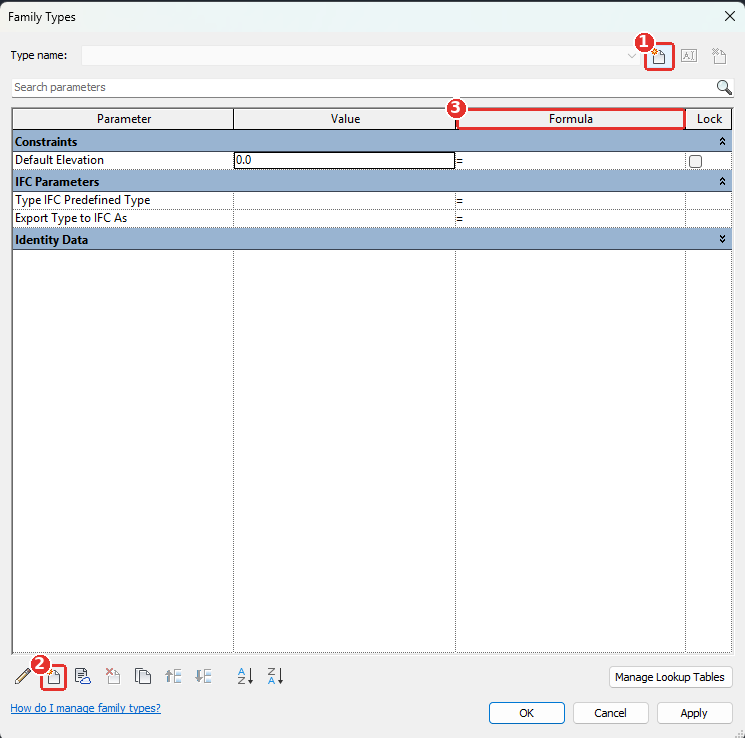 Family Types
Type name:
1
AI
Search parameters
3
Parameter Value Formula Lock
Constraints
Default Elevation 0.0 =
IFC Parameters
Type IFC Predefined Type =
Export Type to IFC As =
Identity Data
2
A Z Z A
Manage Lookup Tables
How do I manage family types?
OK Cancel Apply